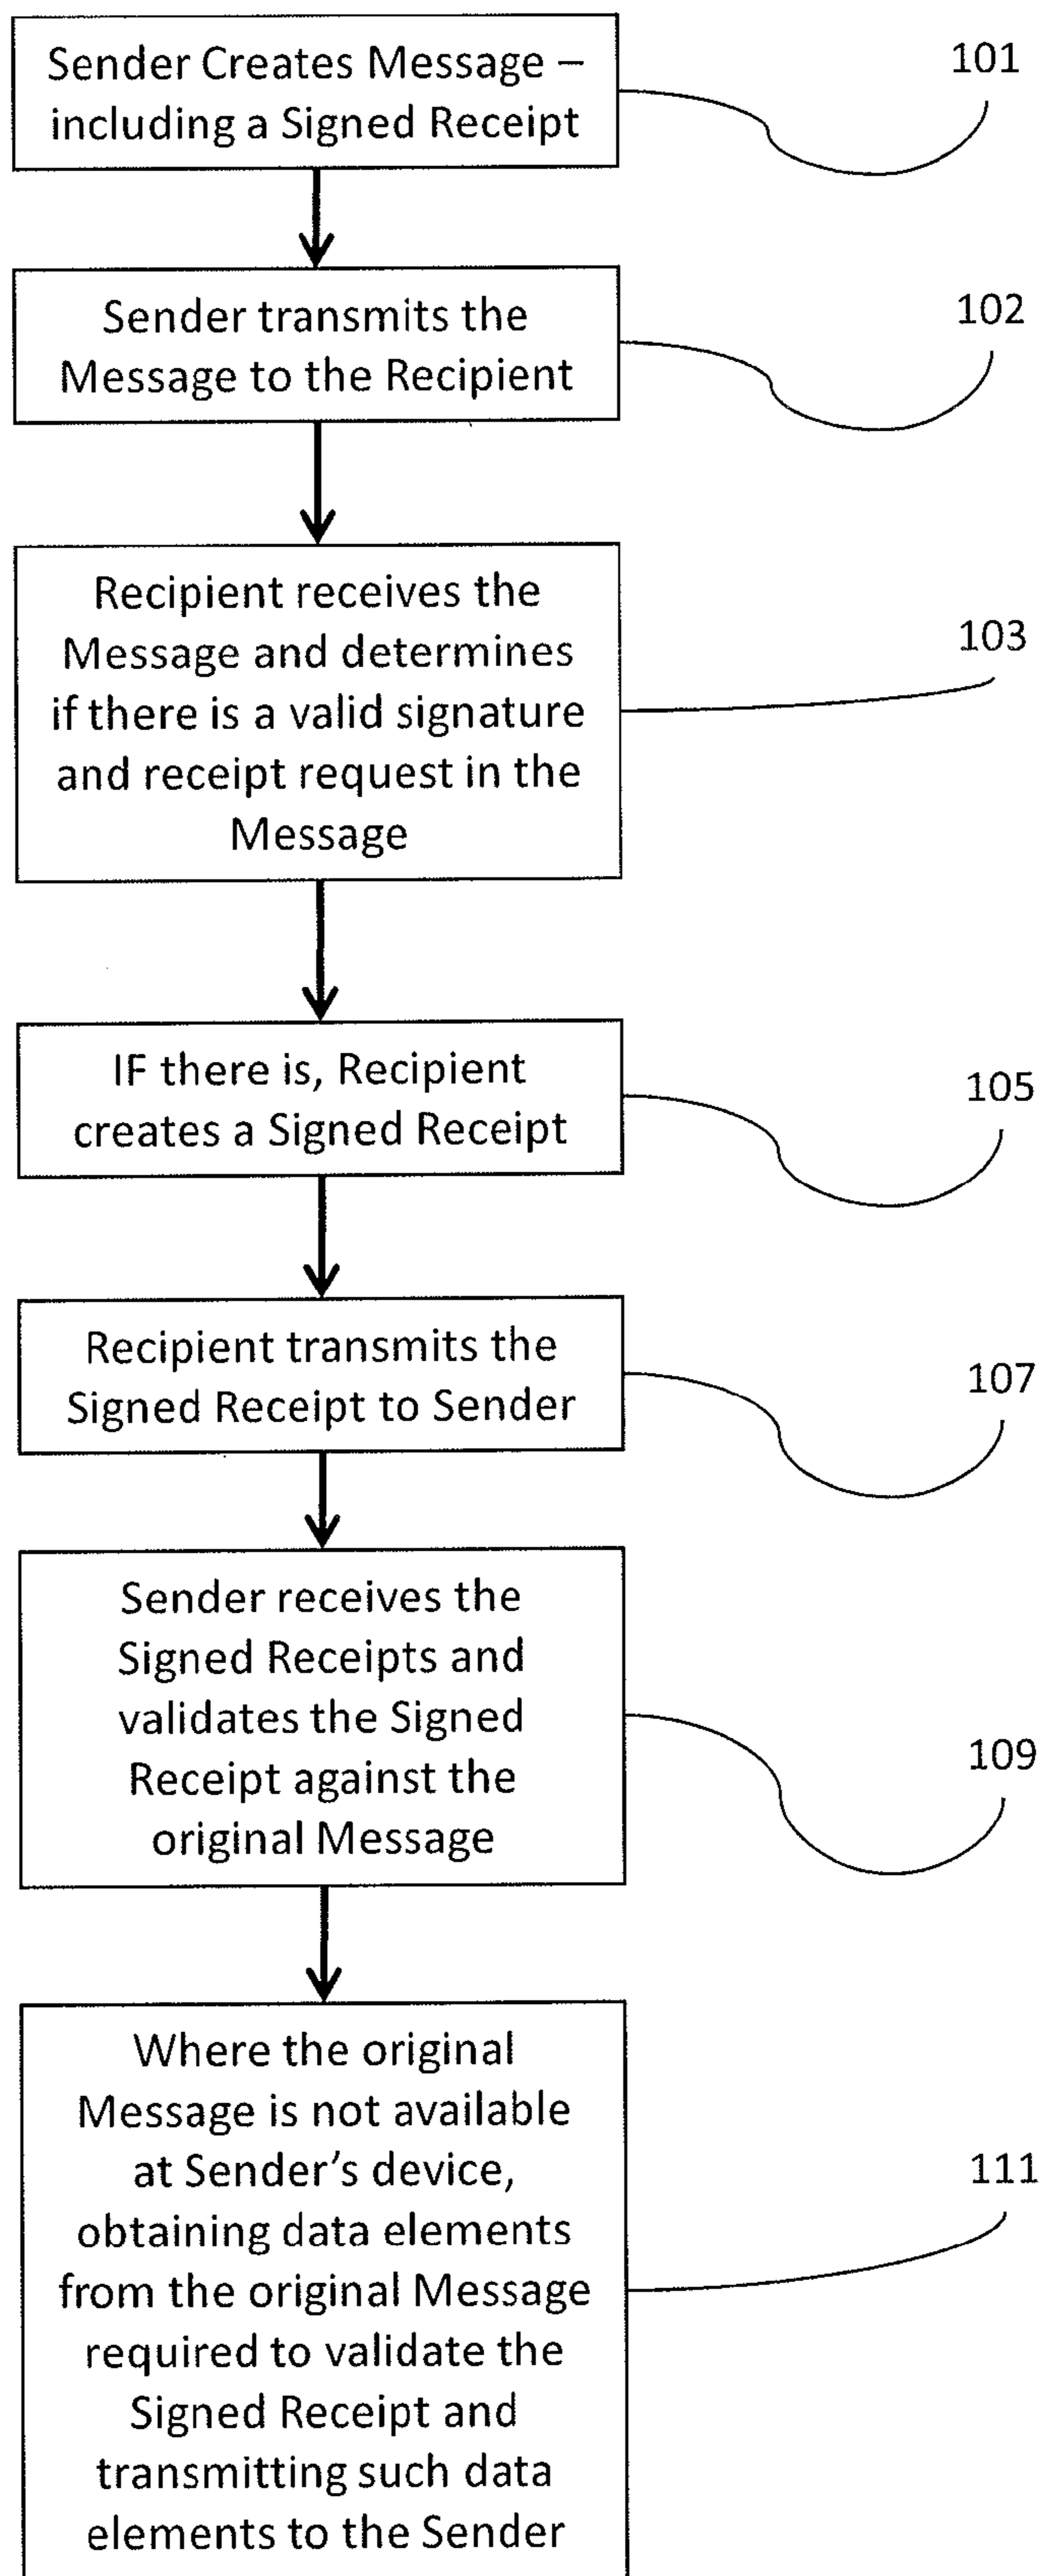 Sender Creates Message –
including a Signed Receipt
101
Sender transmits the
Message to the Recipient
102
Recipient receives the
Message and determines
if there is a valid signature
and receipt request in the
Message
103
IF there is, Recipient
creates a Signed Receipt
105
Recipient transmits the
Signed Receipt to Sender
107
Sender receives the
Signed Receipts and
validates the Signed
Receipt against the
original Message
109
Where the original
Message is not available
at Sender’s device,
obtaining data elements
from the original Message
required to validate the
Signed Receipt and
transmitting such data
elements to the Sender
111